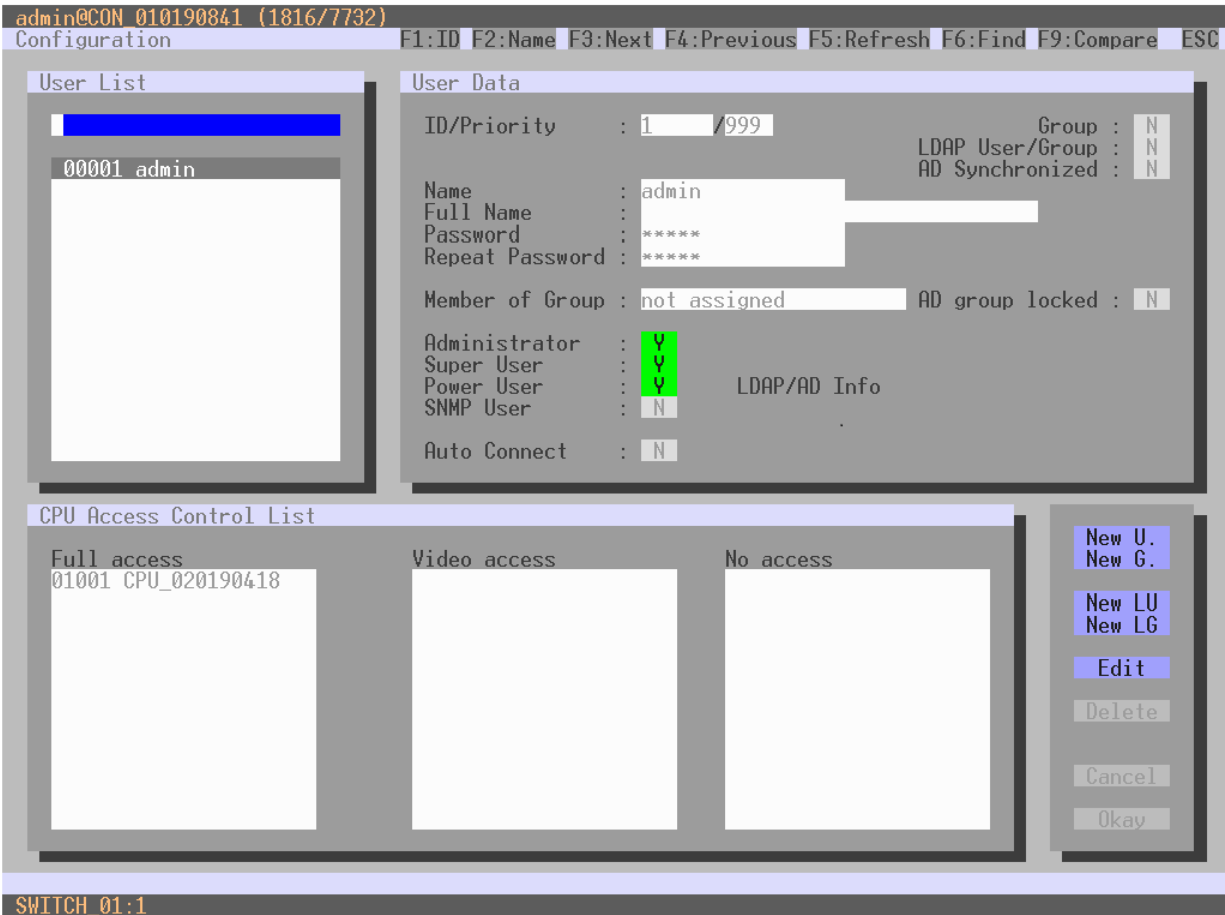 admin@CON_010190841 (1816/7732)
Configuration F1:ID F2:Name F3:Next F4:Previous F5:Refresh F6:Find F9:Compare ESC
User List
00001 admin
User Data
ID/Priority : 1 /999 Group : N
LDAP User/Group : N
AD Synchronized : N
Name : admin
Full Name :
Password : *****
Repeat Password : *****
Member of Group : not assigned AD group locked : N
Administrator : Y
Super User : Y
Power User : Y LDAP/AD Info
SNMP User : N
.
Auto Connect : N
CPU Access Control List
Full access Video access No access
01001 CPU_020190418
New U.
New G.
New LU
New LG
Edit
Delete
Cancel
Okay
SWITCH_01:1